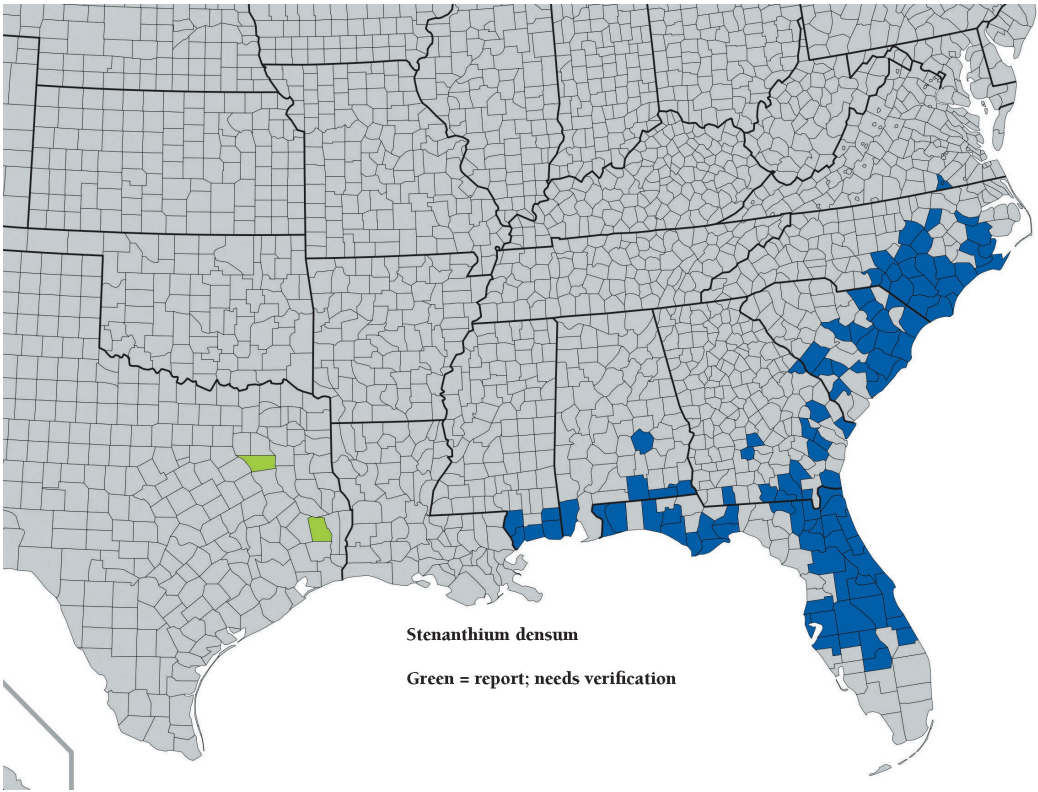 Stenanthium densum
Green = report; needs verification